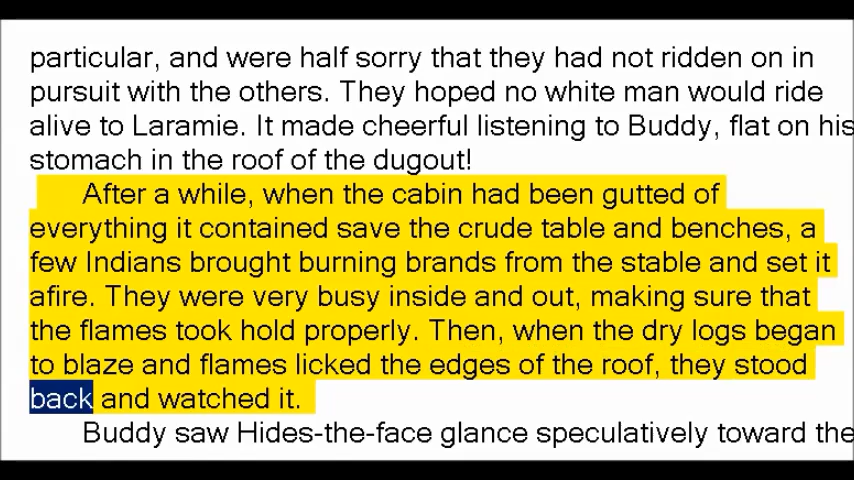 particular, and were half sorry that they had not ridden on in
pursuit with the others. They hoped no white man would ride
alive to Laramie. It made cheerful listening to Buddy, flat on his
stomach in the roof of the dugout!
After a while, when the cabin had been gutted of
everything it contained save the crude table and benches, a
few Indians brought burning brands from the stable and set it
afire. They were very busy inside and out, making sure that
the flames took hold properly. Then, when the dry logs began
to blaze and flames licked the edges of the roof, they stood
back and watched it.
Buddy saw Hides-the-face glance speculatively toward the